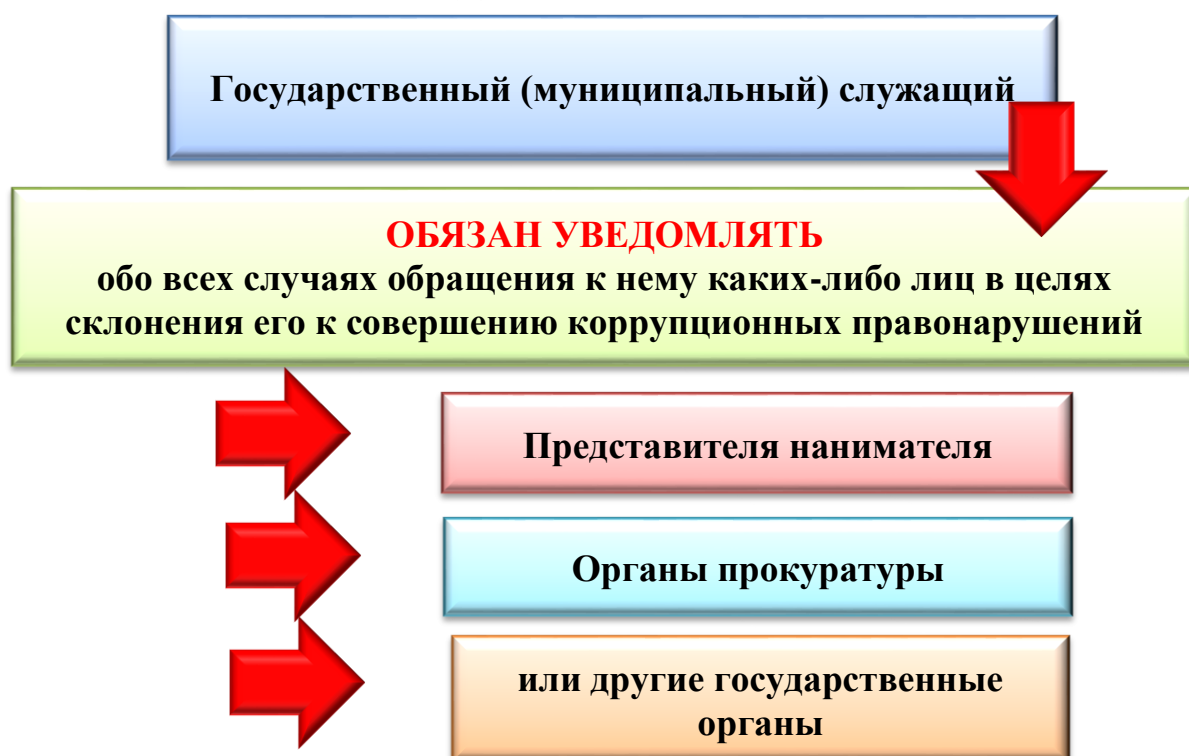 Государственный (муниципальный) служащий
ОБЯЗАН УВЕДОМЛЯТЬ
обо всех случаях обращения к нему каких-либо лиц в целях
склонения его к совершению коррупционных правонарушений
Представителя нанимателя
Органы прокуратуры
или другие государственные
органы